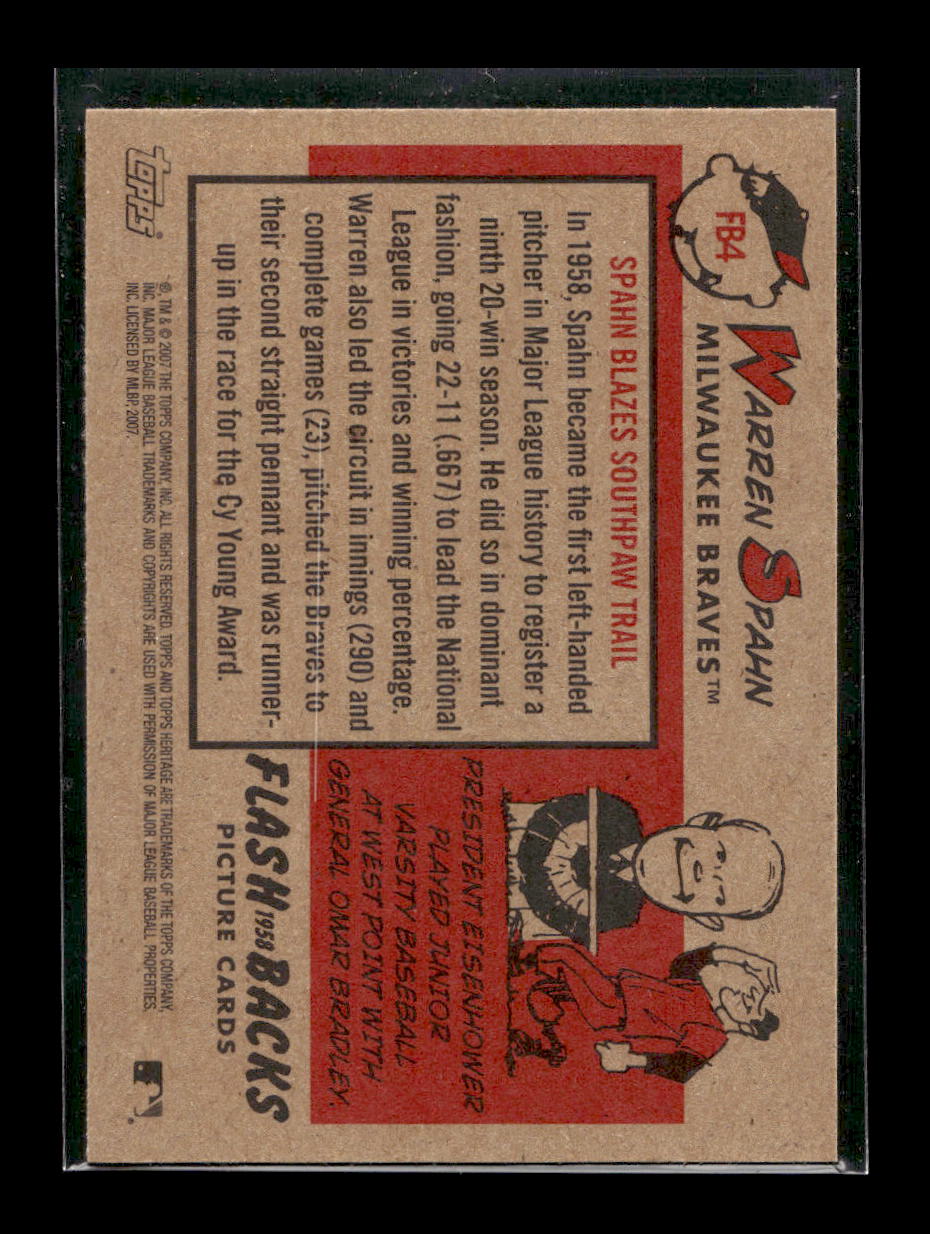 FB4
WARREN SPAHN
MILWAUKEE BRAVES™
SPAHN BLAZES SOUTHPAW TRAIL
In 1958, Spahn became the first left-handed
pitcher in Major League history to register a
ninth 20-win season. He did so in dominant
fashion, going 22-11 (.667) to lead the National
League in victories and winning percentage.
Warren also led the circuit in innings (290) and
complete games (23), pitched the Braves to
their second straight pennant and was runner-
up in the race for the Cy Young Award.
PRESIDENT EISENHOWER
PLAYED JUNIOR
VARSITY BASEBALL
AT WEST POINT WITH
GENERAL OMAR BRADLEY.
FLASH 1958 BACKS
PICTURE CARDS
TOPPS®
®, TM & © 2007 THE TOPPS COMPANY, INC. ALL RIGHTS RESERVED. TOPPS AND TOPPS HERITAGE ARE TRADEMARKS OF THE TOPPS COMPANY,
INC. MAJOR LEAGUE BASEBALL TRADEMARKS AND COPYRIGHTS ARE USED WITH PERMISSION OF MAJOR LEAGUE BASEBALL PROPERTIES,
INC. LICENSED BY MLBP, 2007.